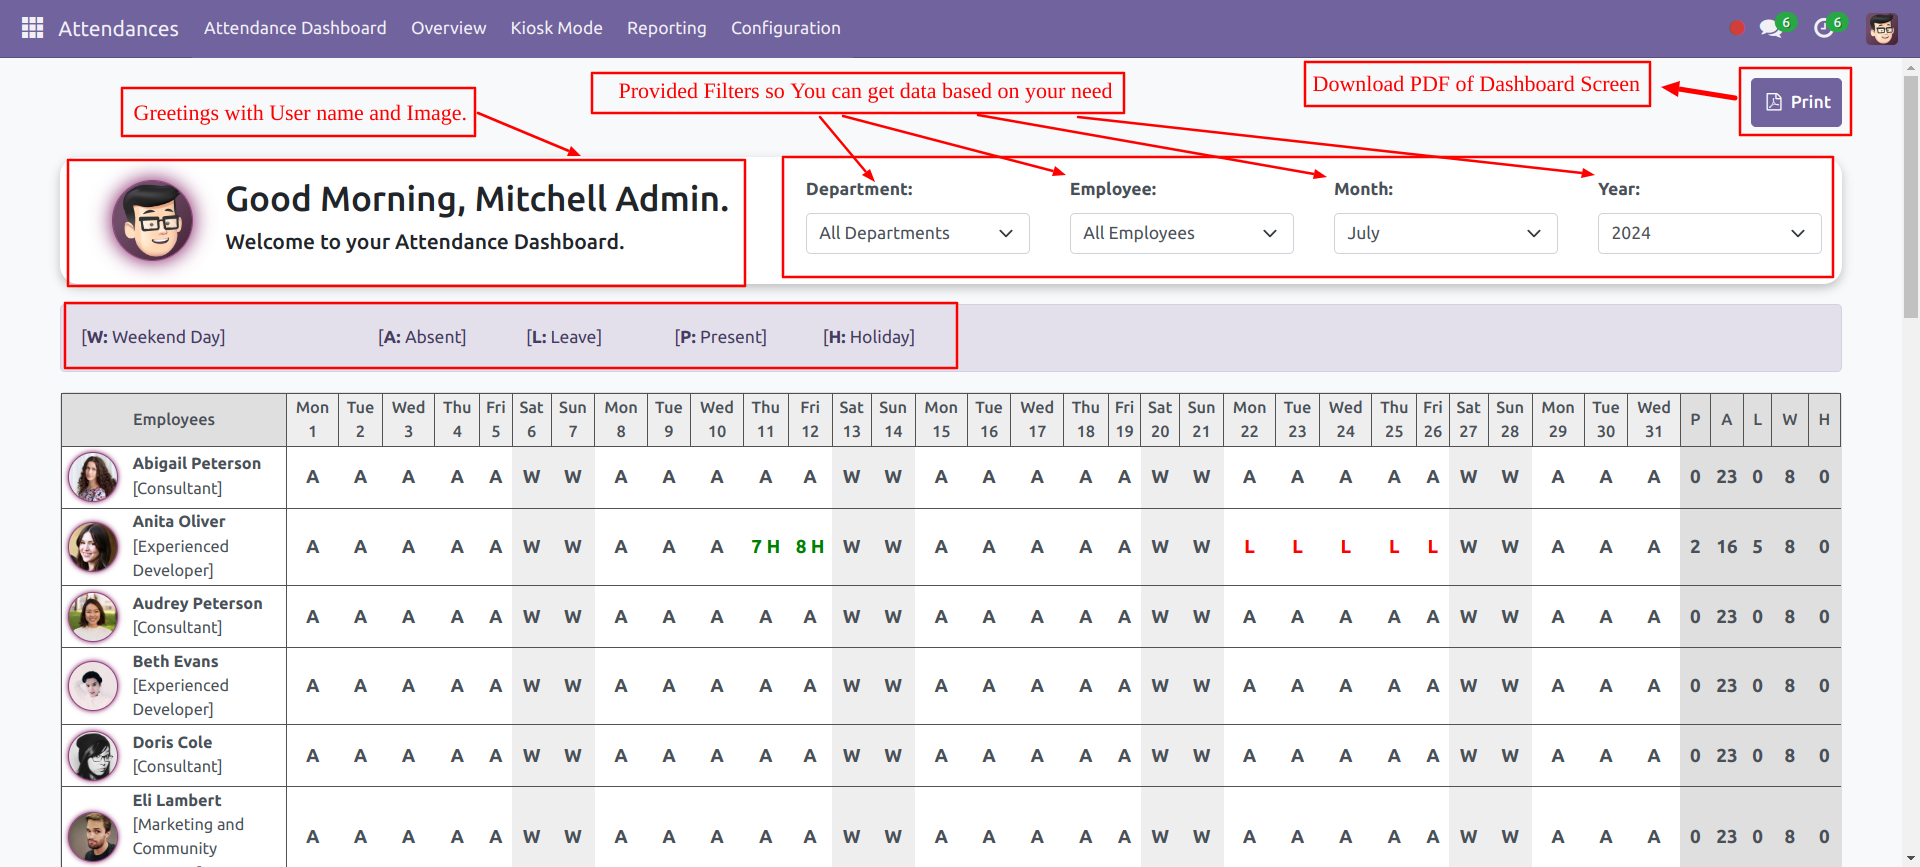 Attendances Attendance Dashboard Overview Kiosk Mode Reporting Configuration 6 6
Greetings with User name and Image.
Provided Filters so You can get data based on your need
Download PDF of Dashboard Screen
Print
Good Morning, Mitchell Admin.
Welcome to your Attendance Dashboard.
Department: Employee: Month: Year:
All Departments All Employees July 2024
[W: Weekend Day] [A: Absent] [L: Leave] [P: Present] [H: Holiday]
Employees Mon Tue Wed Thu Fri Sat Sun Mon Tue Wed Thu Fri Sat Sun Mon Tue Wed Thu Fri Sat Sun Mon Tue Wed Thu Fri Sat Sun Mon Tue Wed P A L W H
1 2 3 4 5 6 7 8 9 10 11 12 13 14 15 16 17 18 19 20 21 22 23 24 25 26 27 28 29 30 31
Abigail Peterson
[Consultant]
A A A A A W W A A A A A W W A A A A A W W A A A A A W W A A A 0 23 0 8 0
Anita Oliver
[Experienced
Developer]
A A A A A W W A A A 7 H 8 H W W A A A A A W W L L L L L W W A A A 2 16 5 8 0
Audrey Peterson
[Consultant]
A A A A A W W A A A A A W W A A A A A W W A A A A A W W A A A 0 23 0 8 0
Beth Evans
[Experienced
Developer]
A A A A A W W A A A A A W W A A A A A W W A A A A A W W A A A 0 23 0 8 0
Doris Cole
[Consultant]
A A A A A W W A A A A A W W A A A A A W W A A A A A W W A A A 0 23 0 8 0
Eli Lambert
[Marketing and
Community
A A A A A W W A A A A A W W A A A A A W W A A A A A W W A A A 0 23 0 8 0